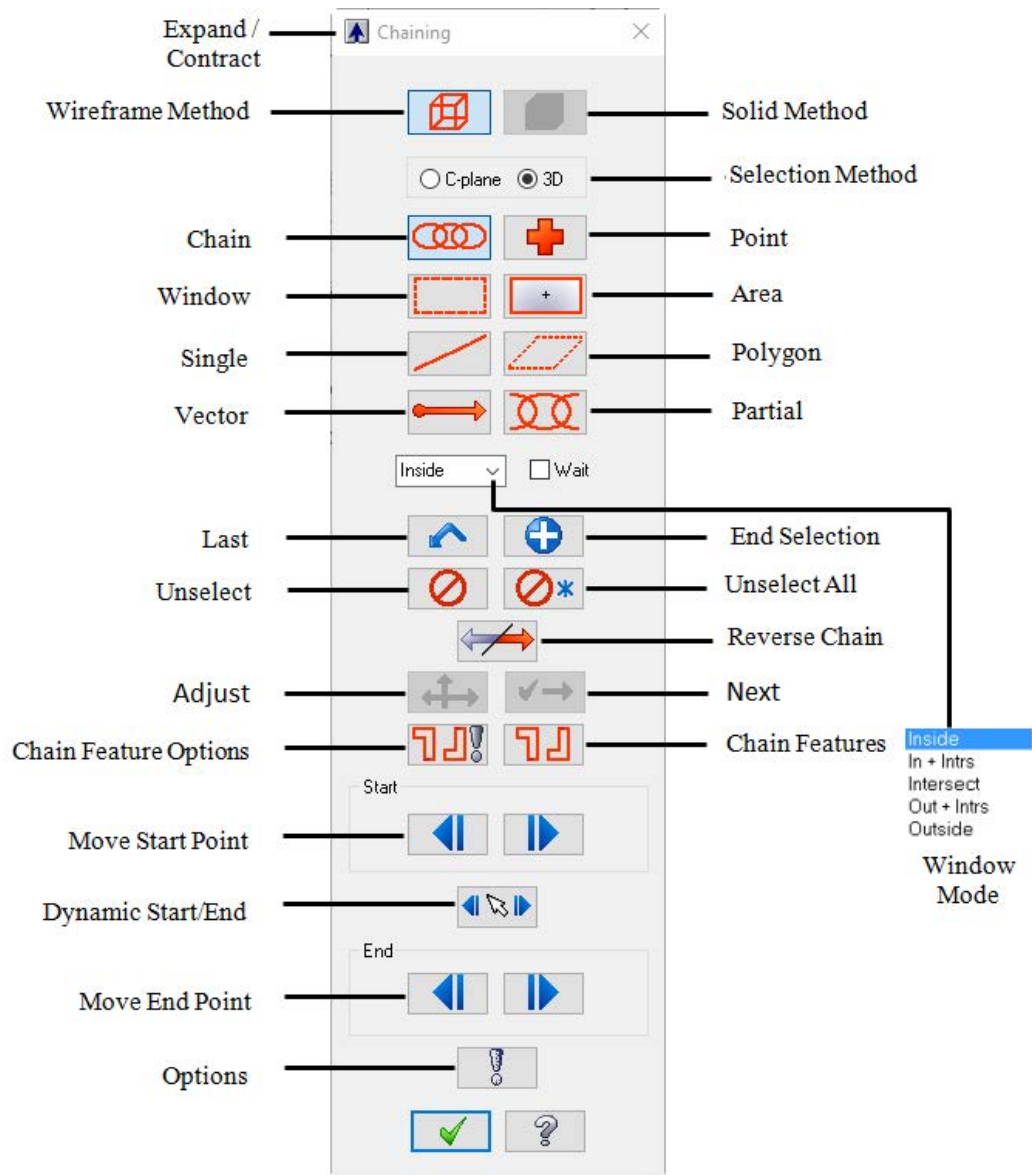 Expand /
Contract
Chaining
Wireframe Method
Solid Method
C-plane 3D
Selection Method
Chain
Point
Window
Area
Single
Polygon
Vector
Partial
Inside Wait
Last
End Selection
Unselect
Unselect All
Reverse Chain
Adjust
Next
Chain Feature Options
Chain Features
Inside
In + Intrs
Intersect
Out + Intrs
Outside
Window
Mode
Start
Move Start Point
Dynamic Start/End
End
Move End Point
Options